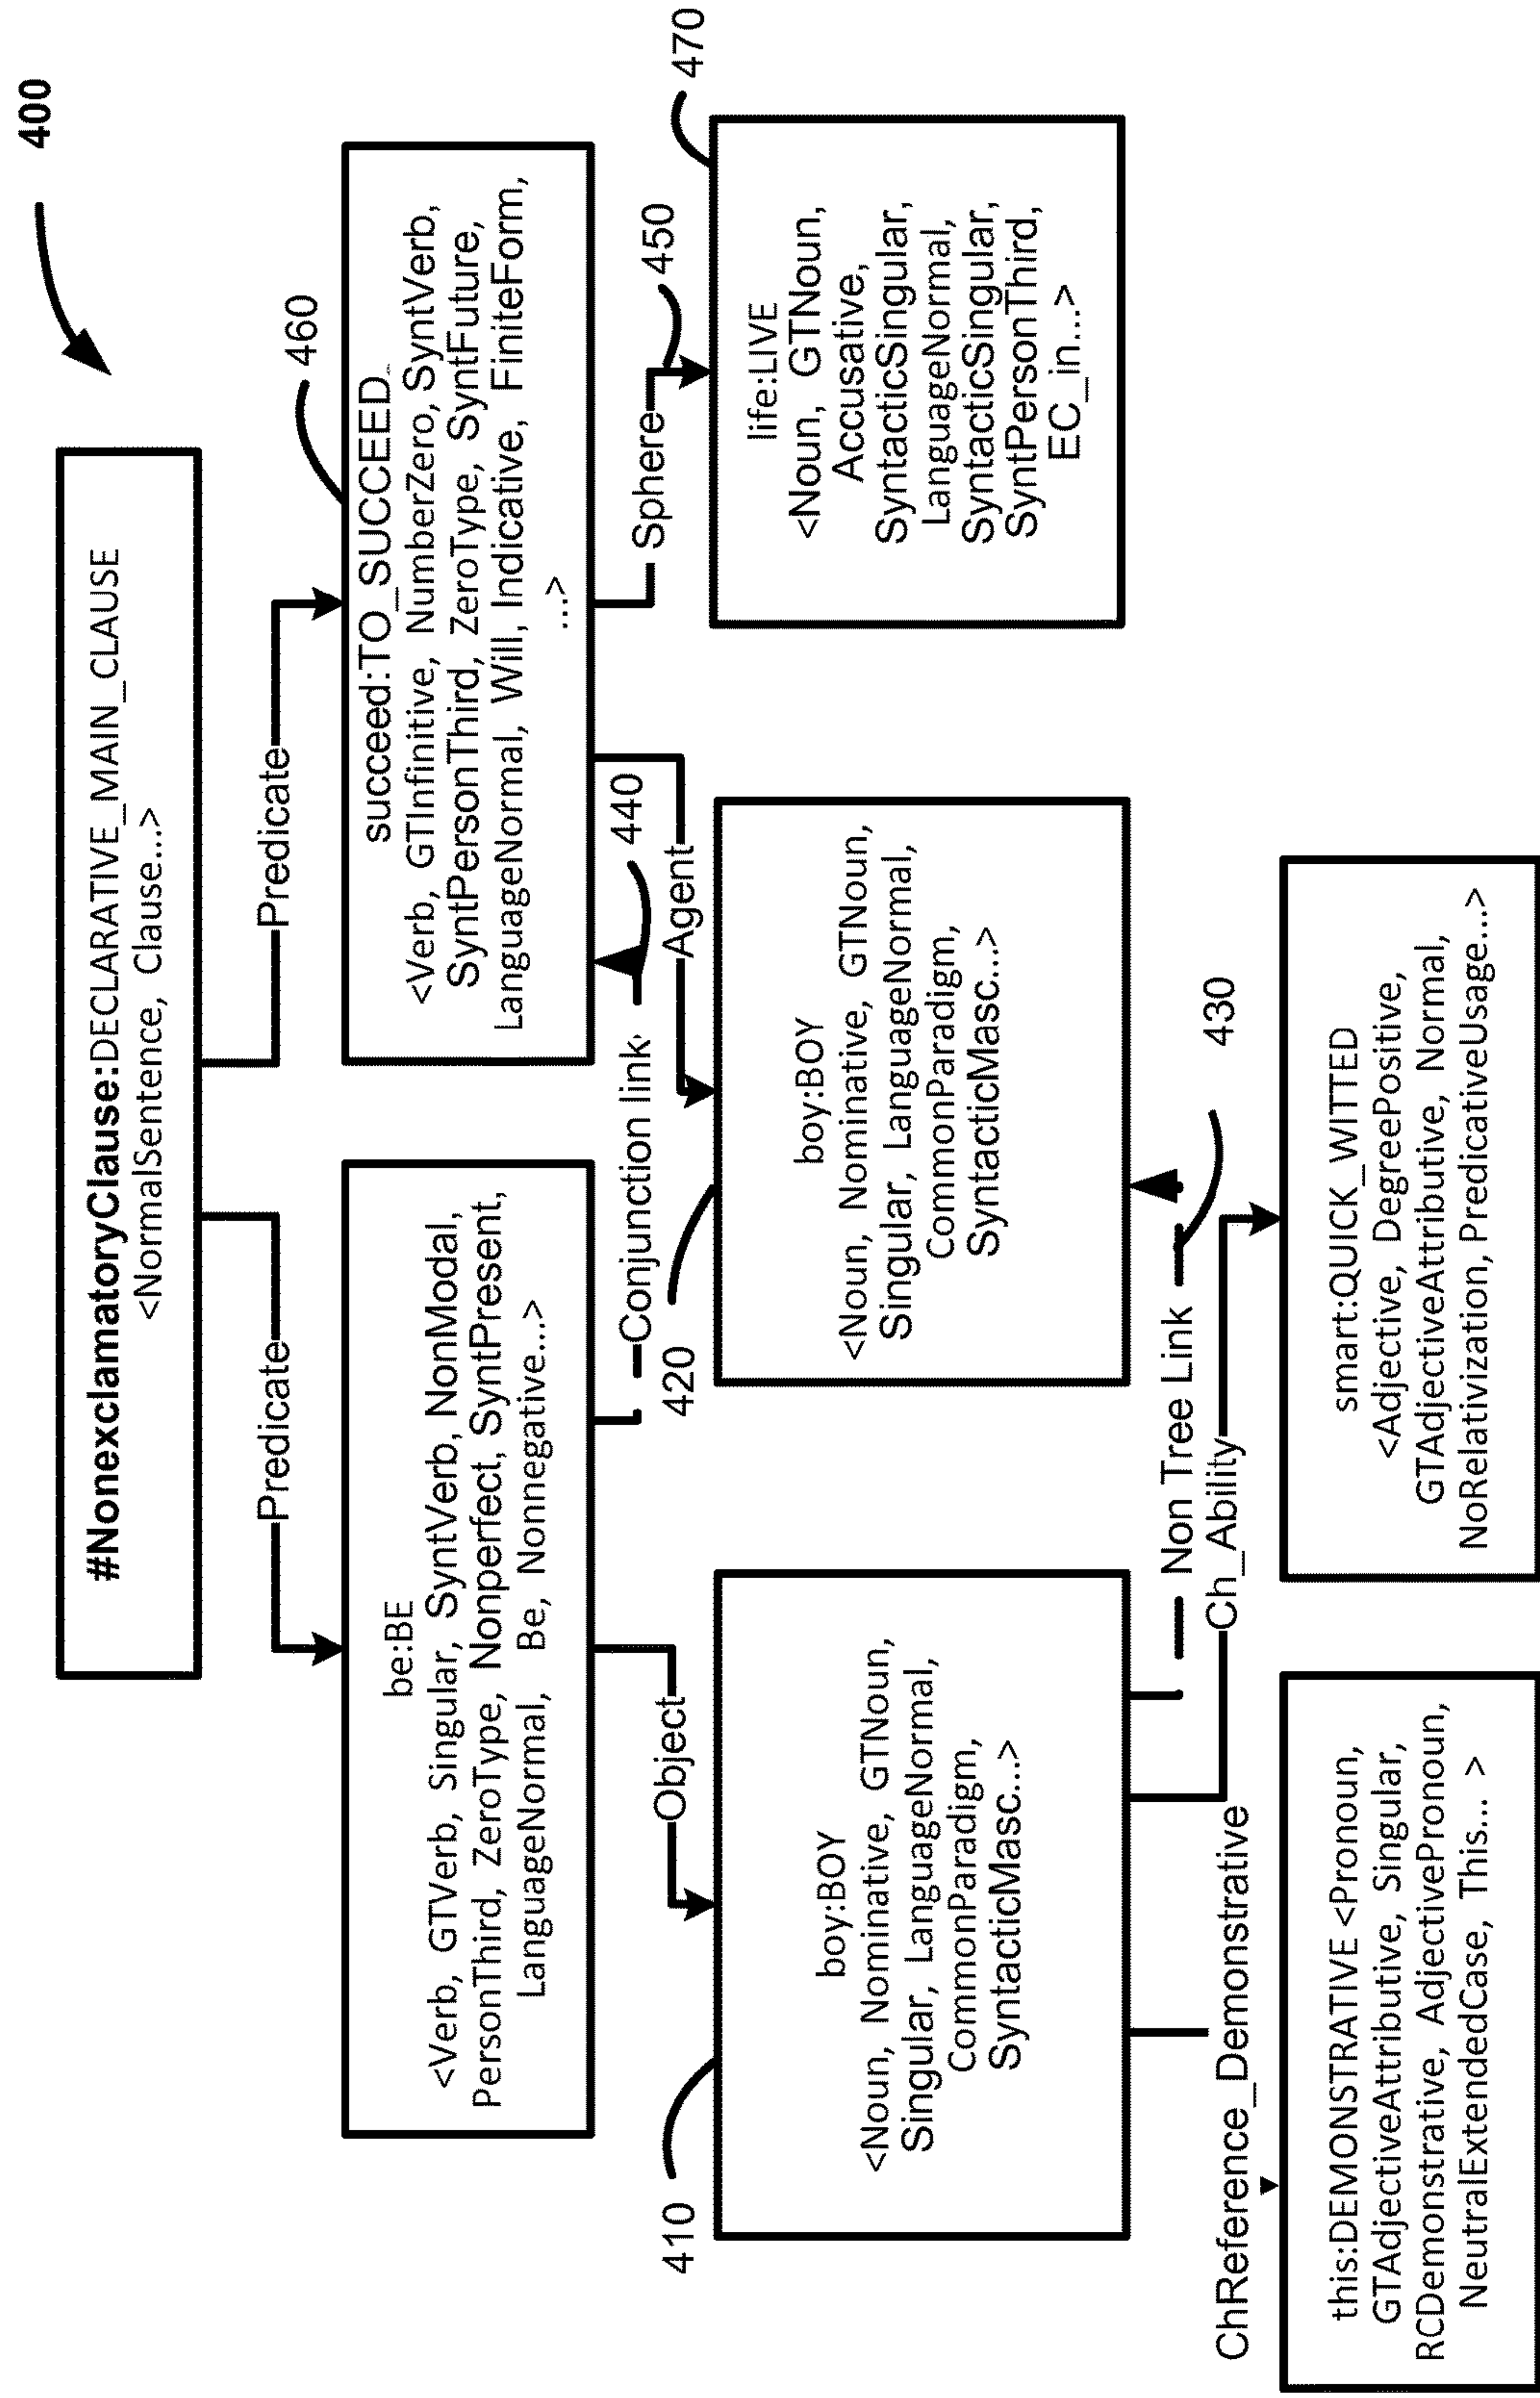 400
#NonexclamatoryClause:DECLARATIVE_MAIN_CLAUSE
<NormalSentence, Clause...>
Predicate
Predicate
be:BE
<Verb, GTVerb, Singular, SyntVerb, NonModal,
PersonThird, ZeroType, Nonperfect, SyntPresent,
LanguageNormal, Be, Nonnegative...>
460
succeed:TO_SUCCEED
<Verb, GTInfinitive, NumberZero, SyntVerb,
SyntPersonThird, ZeroType, SyntFuture,
LanguageNormal, Will, Indicative, FiniteForm,
...>
Object
Conjunction link
440
Agent
Sphere
450
410
boy:BOY
<Noun, Nominative, GTNoun,
Singular, LanguageNormal,
CommonParadigm,
SyntacticMasc...>
420
boy:BOY
<Noun, Nominative, GTNoun,
Singular, LanguageNormal,
CommonParadigm,
SyntacticMasc...>
470
life:LIVE
<Noun, GTNoun,
Accusative,
SyntacticSingular,
LanguageNormal,
SyntacticSingular,
SyntPersonThird,
EC_in...>
ChReference_Demonstrative
Non Tree Link
Ch_Ability
430
this:DEMONSTRATIVE <Pronoun,
GTAdjectiveAttributive, Singular,
RCDemonstrative, AdjectivePronoun,
NeutralExtendedCase, This... >
smart:QUICK_WITTED
<Adjective, DegreePositive,
GTAdjectiveAttributive, Normal,
NoRelativization, PredicativeUsage...>